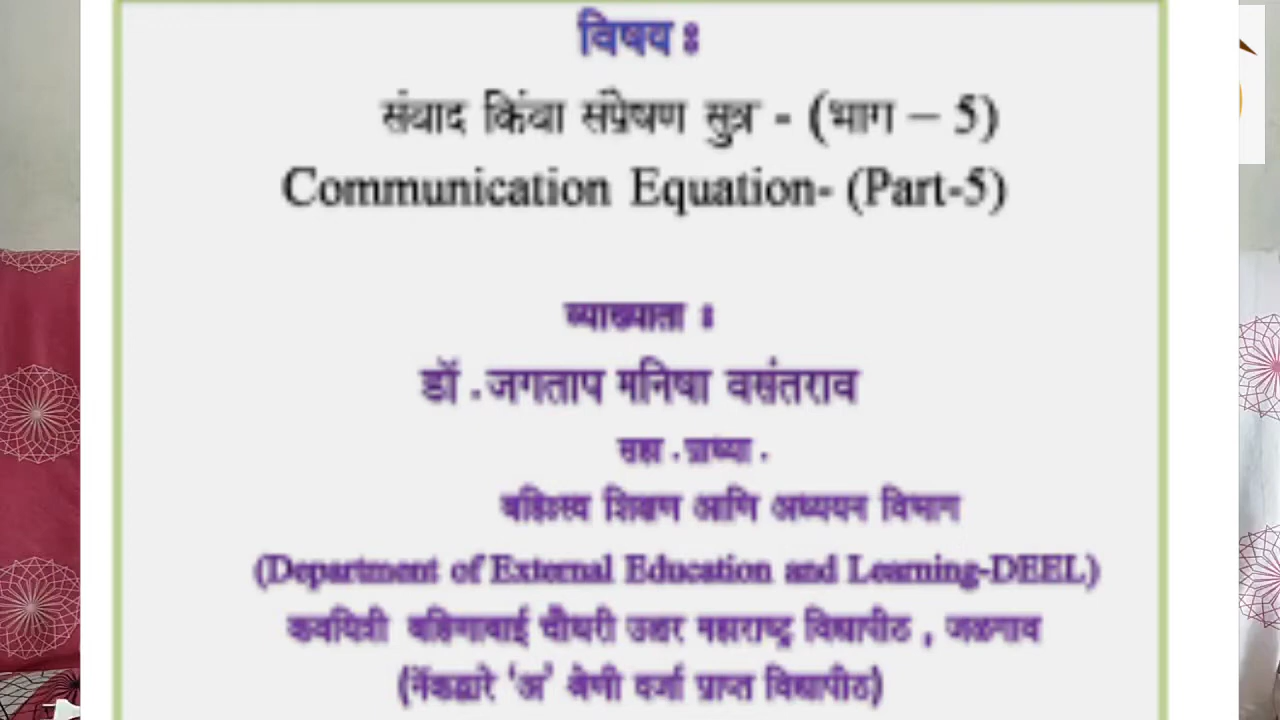 विषय :
संवाद किंवा संप्रेषण सुत्र - (भाग – 5)
Communication Equation- (Part-5)
व्याख्याता :
डॉ .जगताप मनिषा वसंतराव
सहा .प्राध्या .
बहिःस्थ शिक्षण आणि अध्ययन विभाग
(Department of External Education and Learning-DEEL)
कवयित्री बहिणाबाई चौधरी उत्तर महाराष्ट्र विद्यापीठ , जळगाव
(नॅकद्वारे 'अ' श्रेणी दर्जा प्राप्त विद्यापीठ)